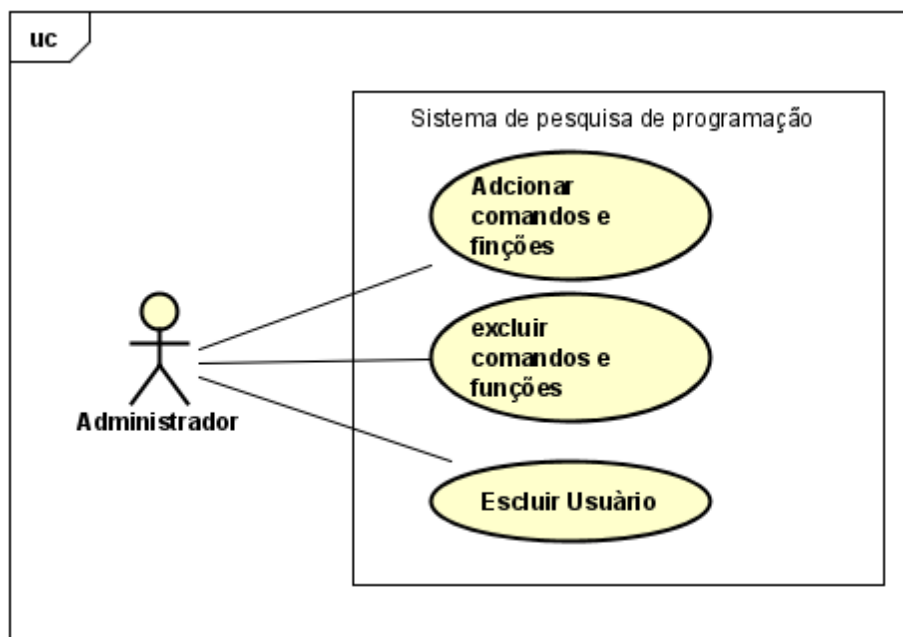 uc
Sistema de pesquisa de programação
Adcionar
comandos e
finções
excluir
comandos e
funções
Administrador
Escluir Usuàrio